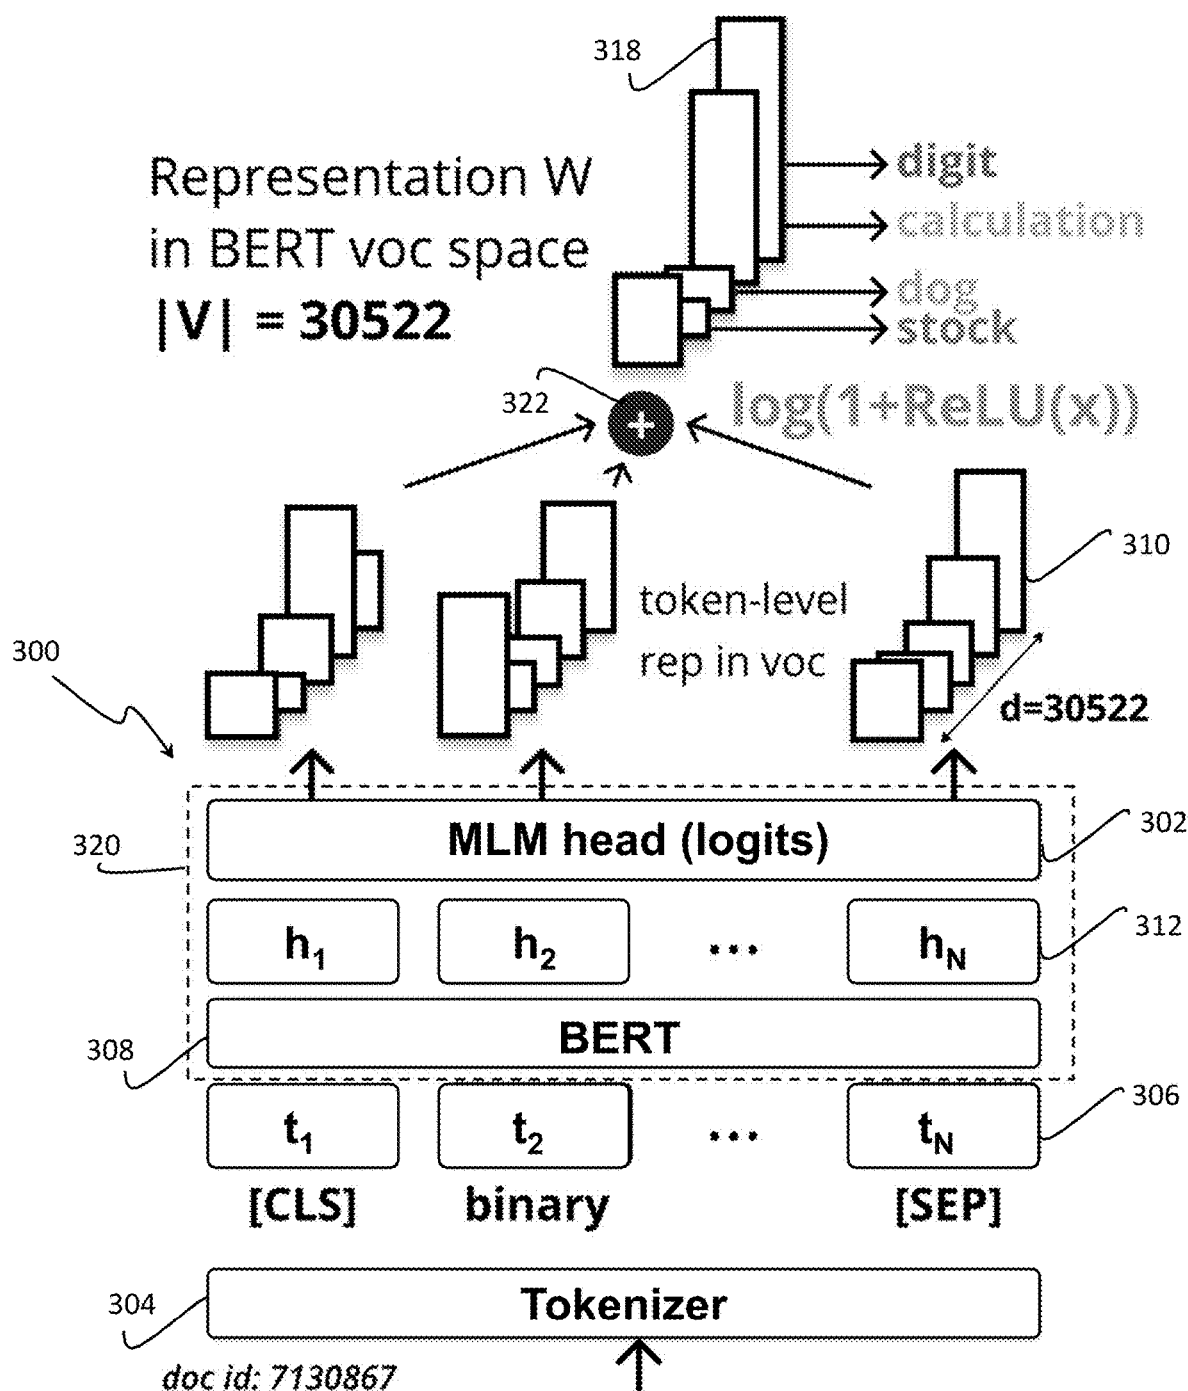 318
digit
Representation W
calculation
in BERT voc space
dog
|V| = 30522
stock
322
+
log(1+ReLU(x))
310
token-level
300
rep in voc
d=30522
MLM head (logits)
302
320
h1 h2 ... hN
312
BERT
308
t1 t2 ... tN
306
[CLS] binary [SEP]
Tokenizer
304
doc id: 7130867